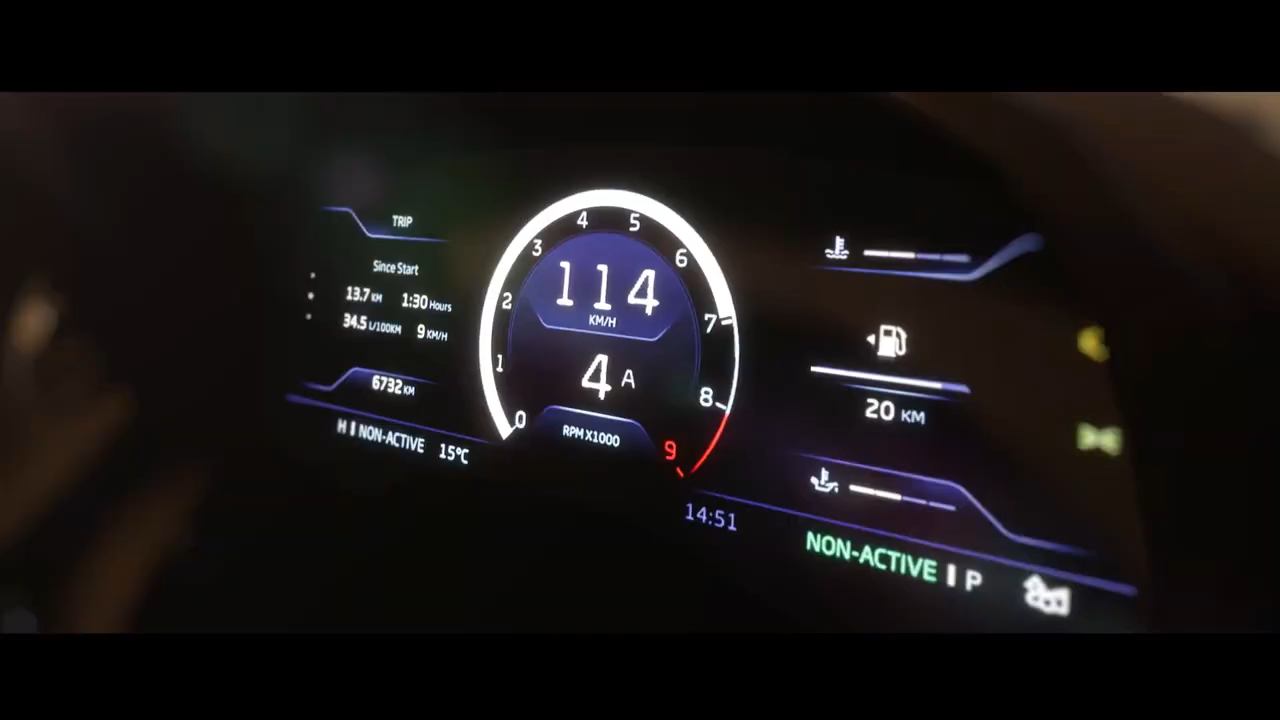 TRIP
Since Start
13.7 KM 1:30 Hours
34.5 L/100KM 9 KM/H
6732 KM
H NON-ACTIVE 15°C
0 1 2 3 4 5 6 7 8 9
114
KM/H
4 A
RPM X1000
20 KM
14:51
NON-ACTIVE P